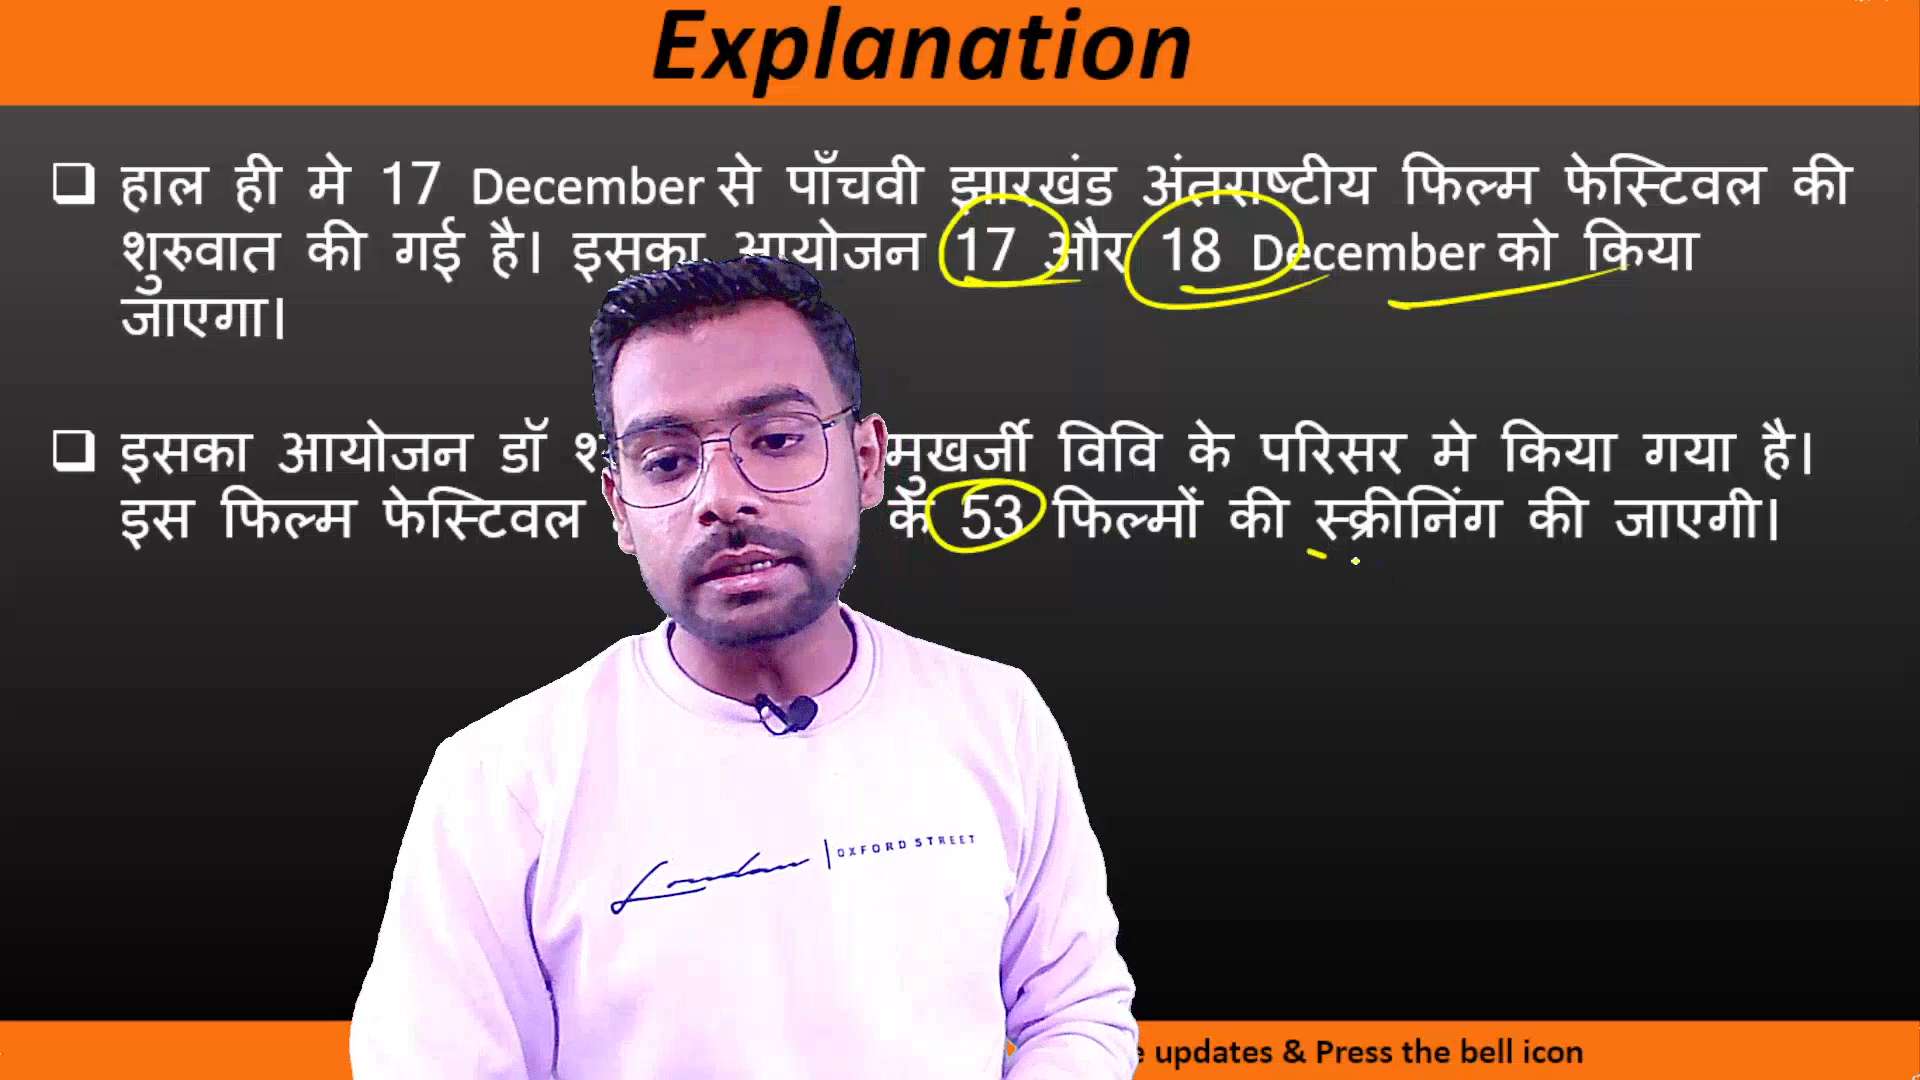 Explanation
हाल ही मे 17 December से पाँचवी झारखंड अंतराष्टीय फिल्म फेस्टिवल की
शुरुवात की गई है। इसका आयोजन 17 और 18 December को किया
जाएगा।
इसका आयोजन डॉ मुखर्जी विवि के परिसर मे किया गया है।
इस फिल्म फेस्टिवल के 53 फिल्मों की स्क्रीनिंग की जाएगी।
London | OXFORD STREET
updates & Press the bell icon